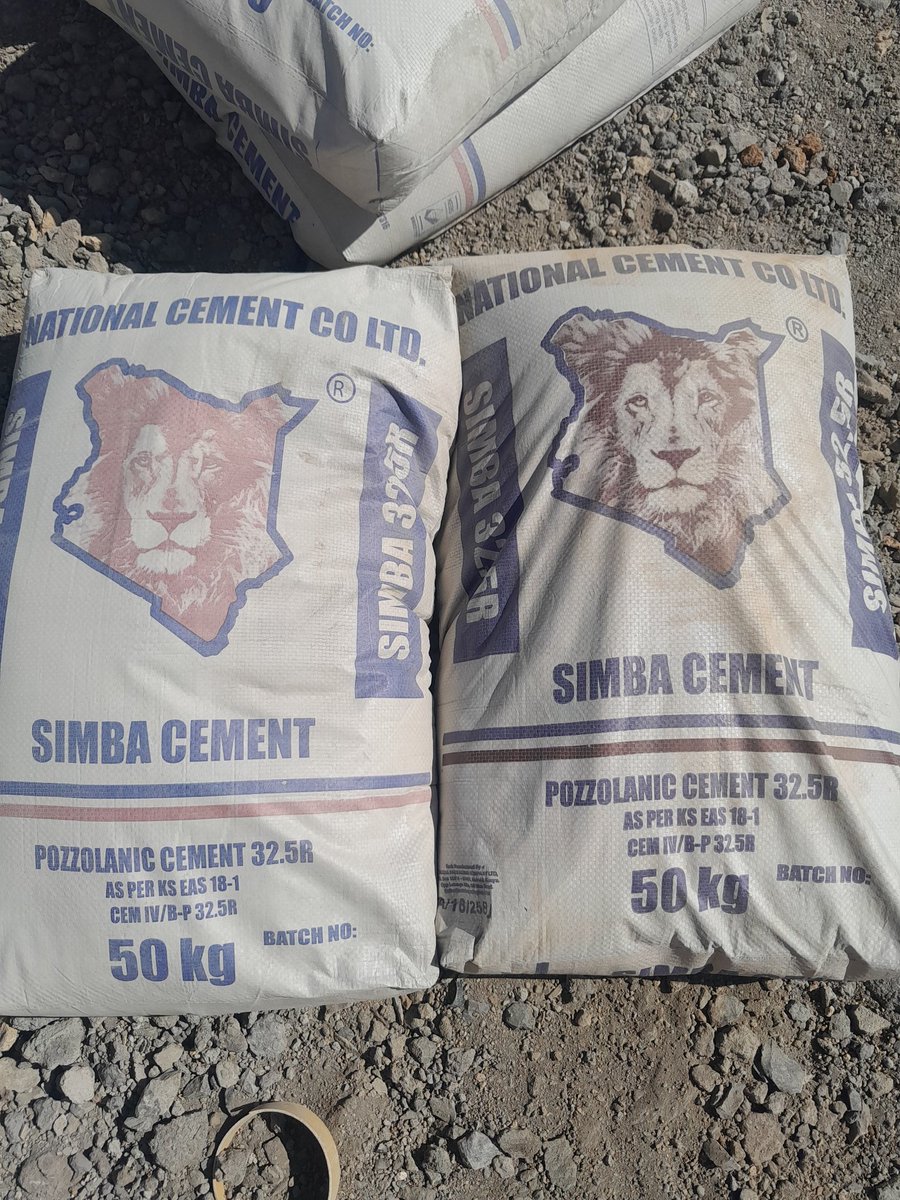 BATCH NO:
SIMBA CEMENT
SIMBA CEMENT
NATIONAL CEMENT CO LTD.
®
SIMBA 32.5R
SIMBA CEMENT
POZZOLANIC CEMENT 32.5R
AS PER KS EAS 18-1
CEM IV/B-P 32.5R
50 kg
BATCH NO:
NATIONAL CEMENT CO LTD.
®
SIMBA 32.5R
SIMBA 32.5R
SIMBA CEMENT
POZZOLANIC CEMENT 32.5R
AS PER KS EAS 18-1
CEM IV/B-P 32.5R
50 kg
BATCH NO: